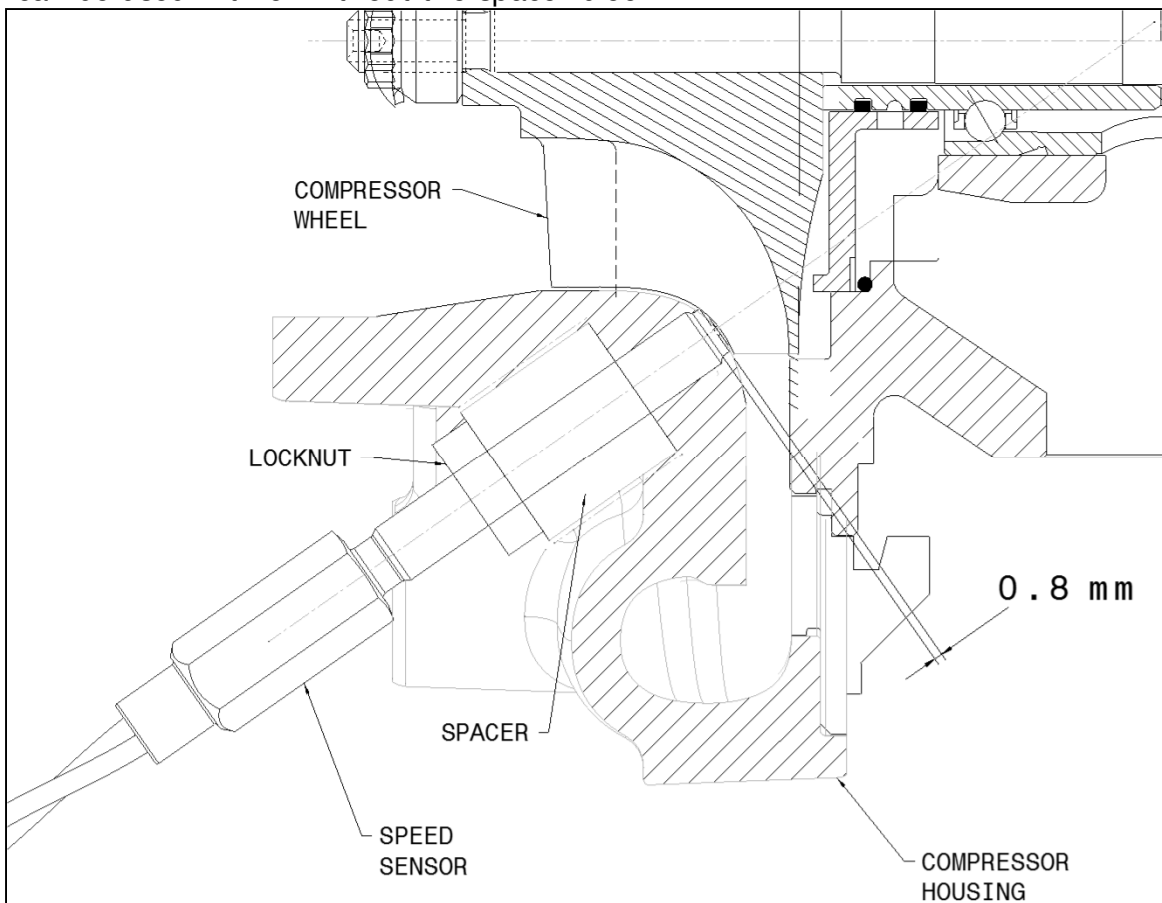 COMPRESSOR
WHEEL
LOCKNUT
0.8 mm
SPACER
SPEED
SENSOR
COMPRESSOR
HOUSING